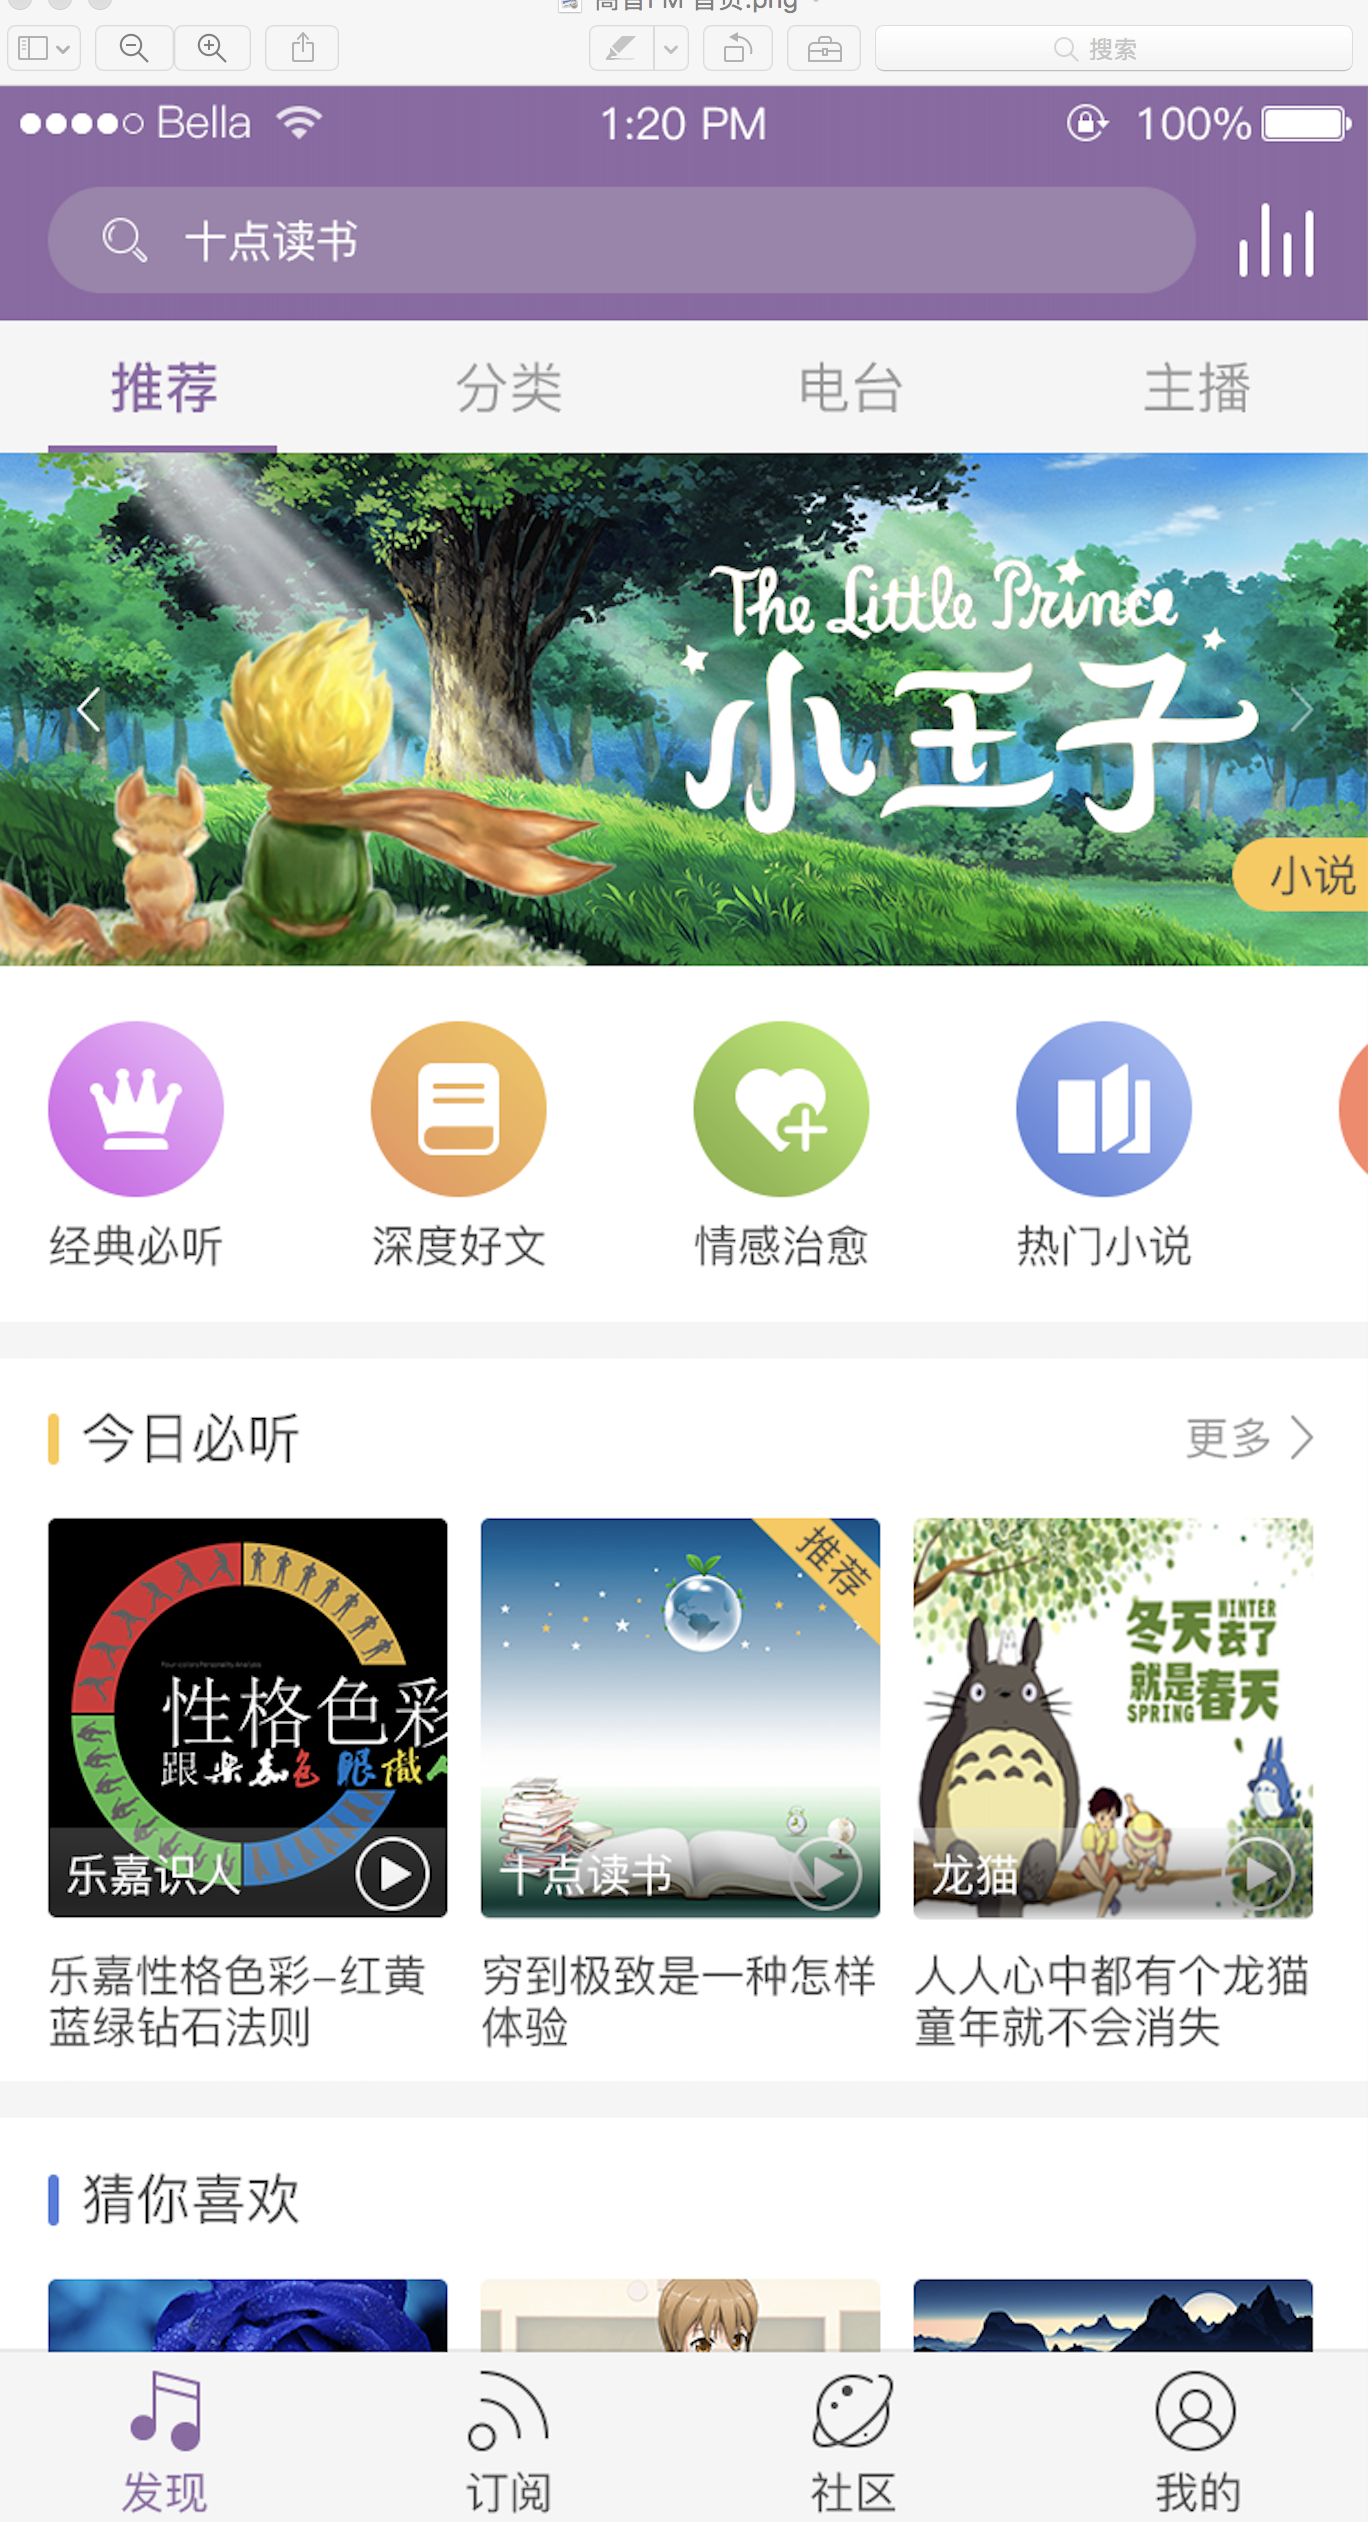 搜索
Bella
1:20 PM
100%
十点读书
推荐
分类
电台
主播
The Little Prince
小王子
小说
经典必听
深度好文
情感治愈
热门小说
今日必听
更多
性格色彩
跟乐嘉色眼识人
乐嘉识人
推荐
十点读书
冬天去了
WINTER
就是春天
SPRING
龙猫
乐嘉性格色彩-红黄
蓝绿钻石法则
穷到极致是一种怎样
体验
人人心中都有个龙猫
童年就不会消失
猜你喜欢
发现
订阅
社区
我的